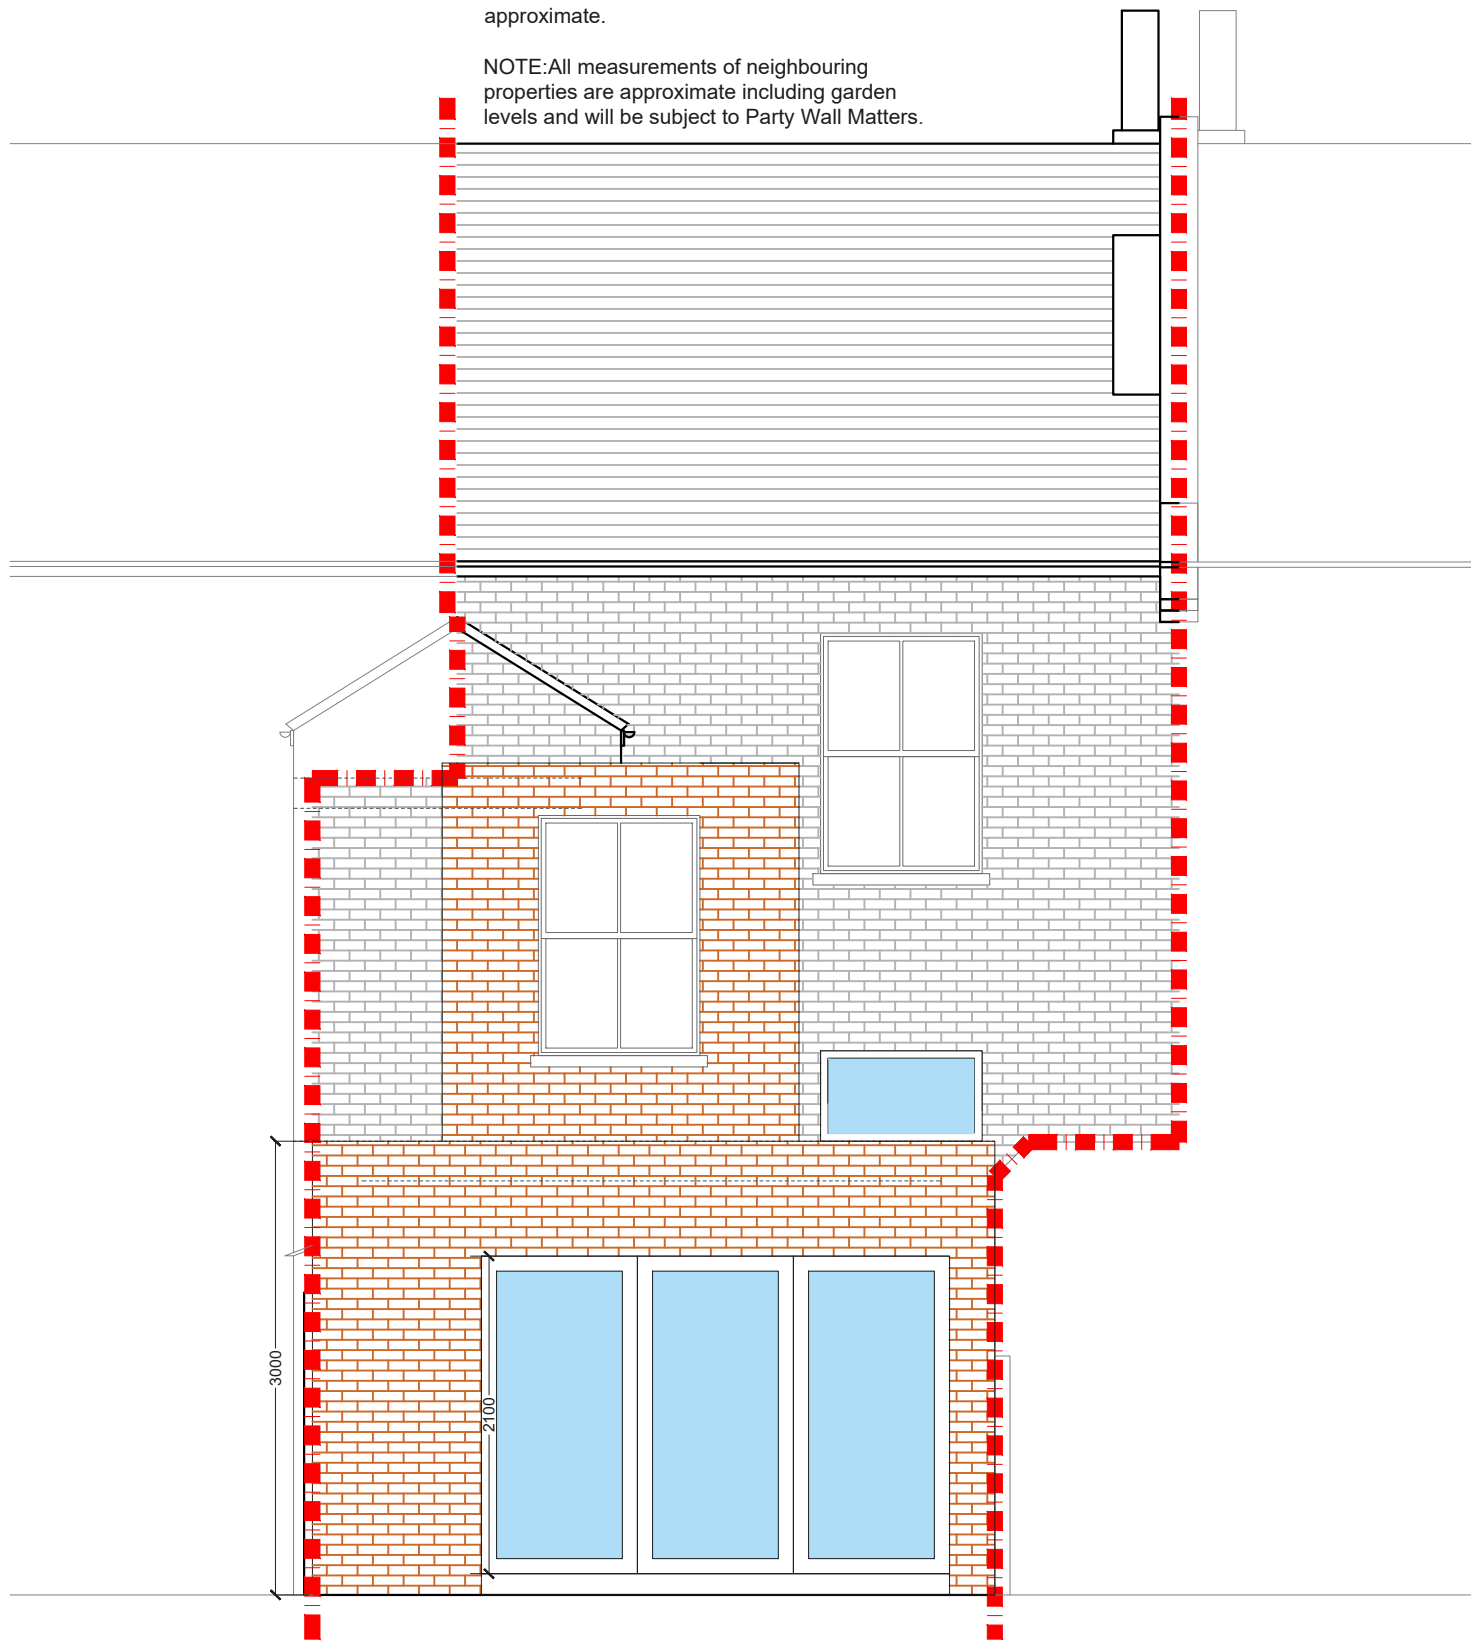 approximate.
NOTE:All measurements of neighbouring
properties are approximate including garden
levels and will be subject to Party Wall Matters.
3000
2100